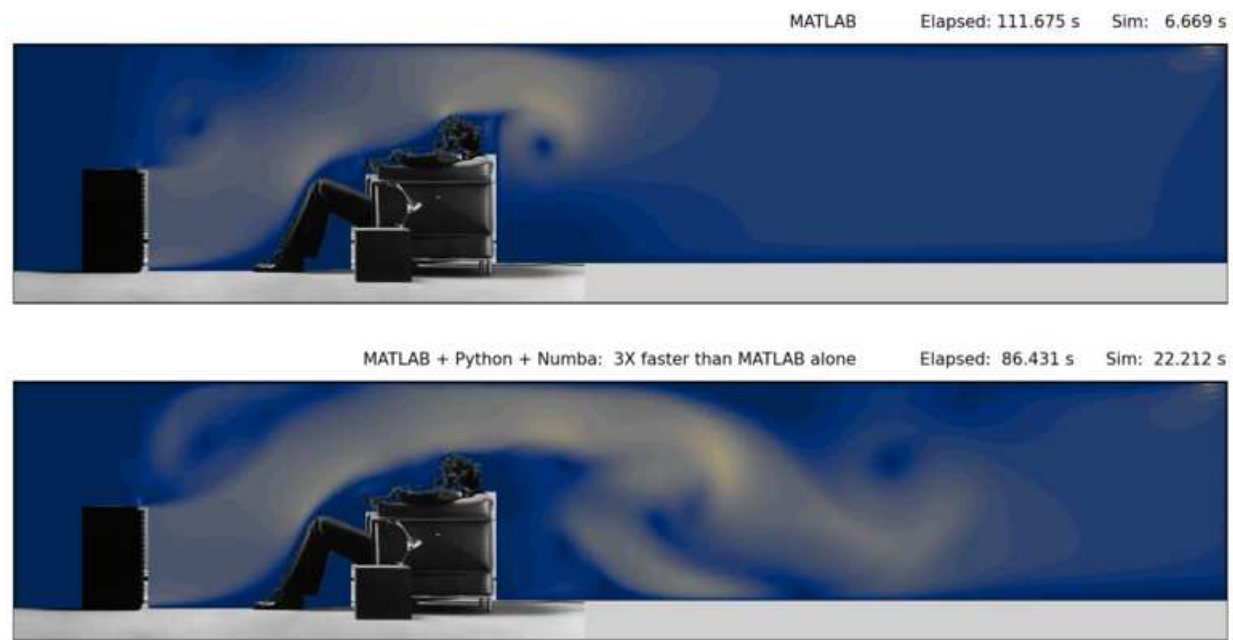 MATLAB Elapsed: 111.675 s Sim: 6.669 s
MATLAB + Python + Numba: 3X faster than MATLAB alone Elapsed: 86.431 s Sim: 22.212 s